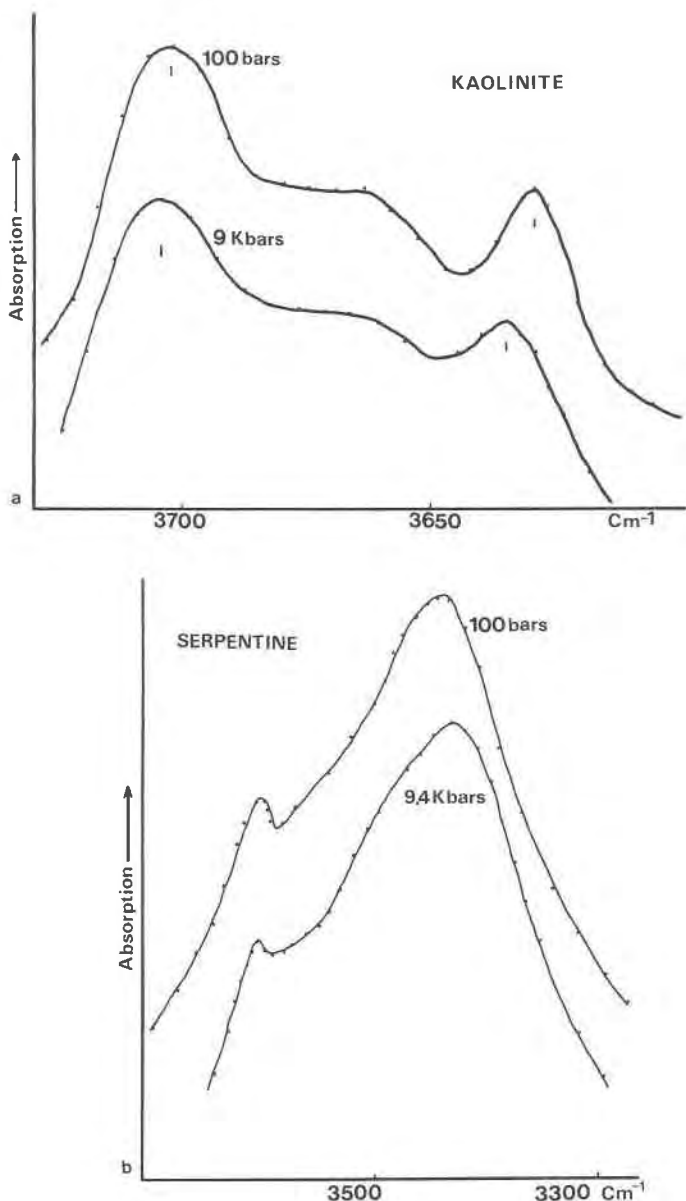 100 bars
KAOLINITE
9 Kbars
Absorption
a
3700
3650
Cm⁻¹
SERPENTINE
100 bars
9,4 Kbars
Absorption
b
3500
3300 Cm⁻¹